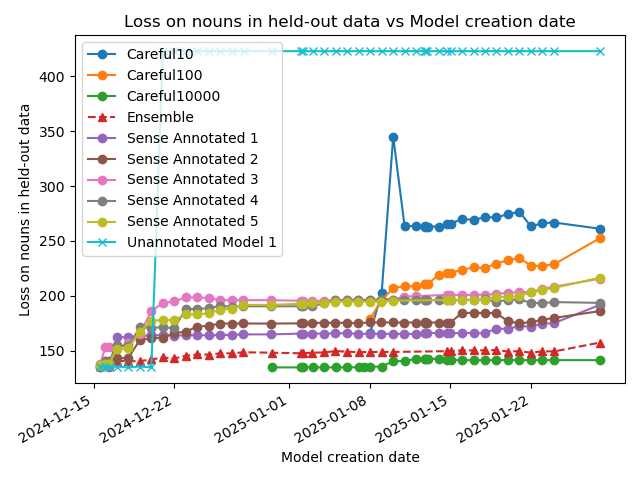 Loss on nouns in held-out data vs Model creation date
Loss on nouns in held-out data
400
350
300
250
200
150
Careful10
Careful100
Careful10000
Ensemble
Sense Annotated 1
Sense Annotated 2
Sense Annotated 3
Sense Annotated 4
Sense Annotated 5
Unannotated Model 1
2024-12-15
2024-12-22
2025-01-01
2025-01-08
2025-01-15
2025-01-22
Model creation date